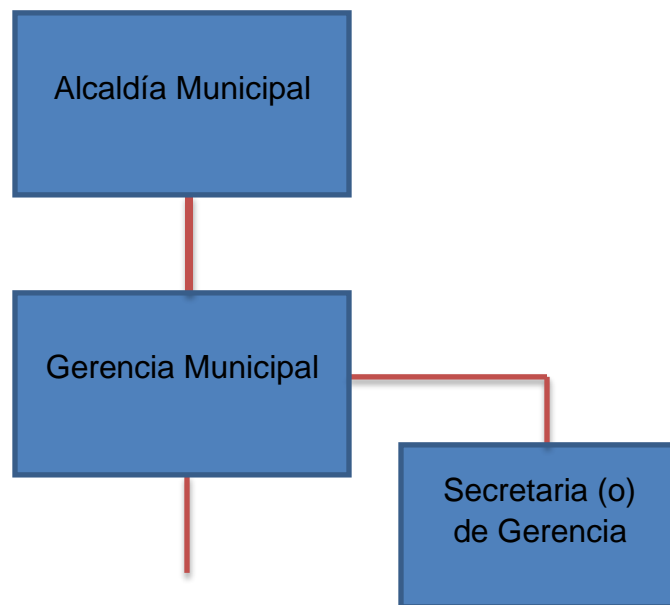 Alcaldía Municipal
Gerencia Municipal
Secretaria (o)
de Gerencia